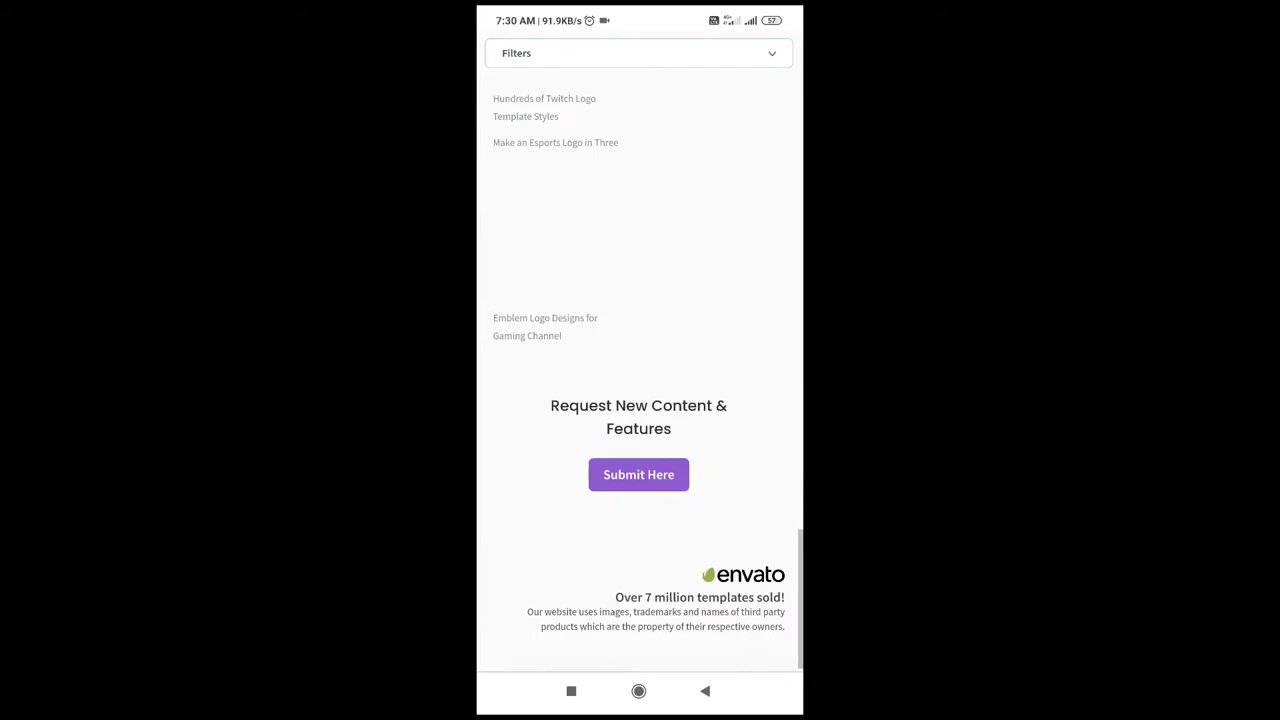 7:30 AM | 91.9KB/s
57
Filters
Hundreds of Twitch Logo
Template Styles
Make an Esports Logo in Three
Emblem Logo Designs for
Gaming Channel
Request New Content &
Features
Submit Here
envato
Over 7 million templates sold!
Our website uses images, trademarks and names of third party
products which are the property of their respective owners.